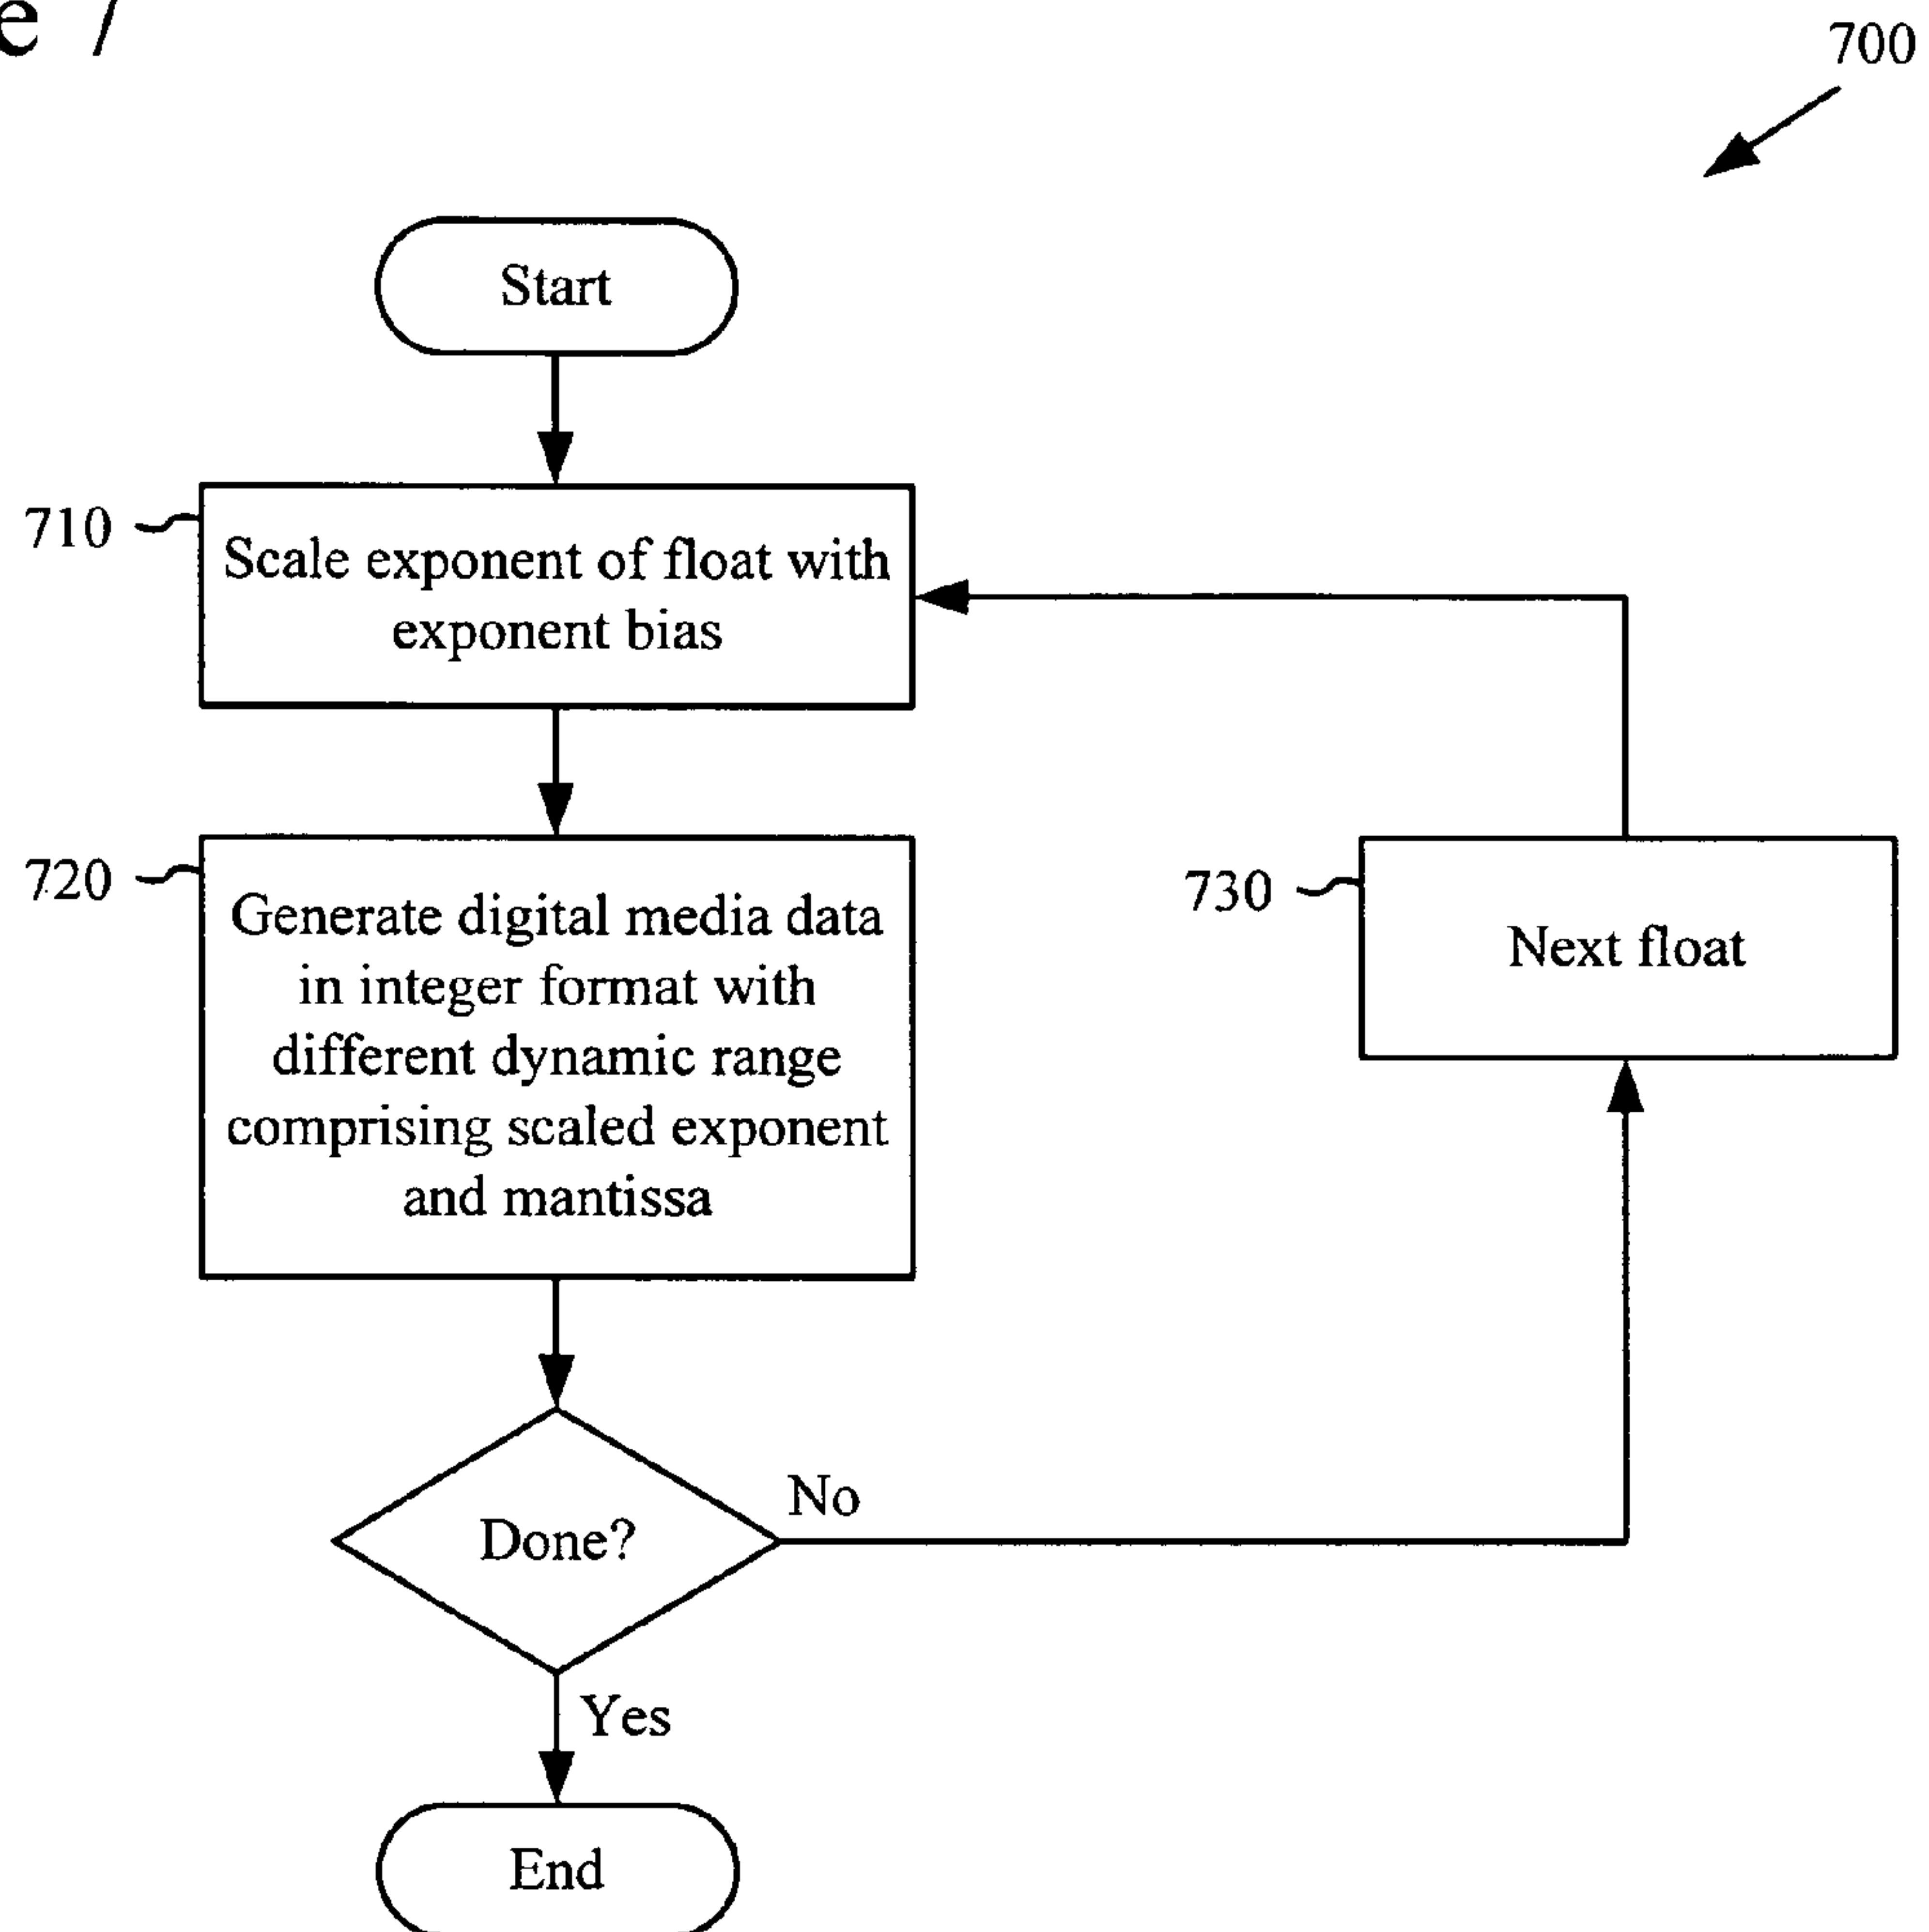 e 7
700
Start
710
Scale exponent of float with
exponent bias
720
Generate digital media data
in integer format with
different dynamic range
comprising scaled exponent
and mantissa
730
Next float
Done?
No
Yes
End